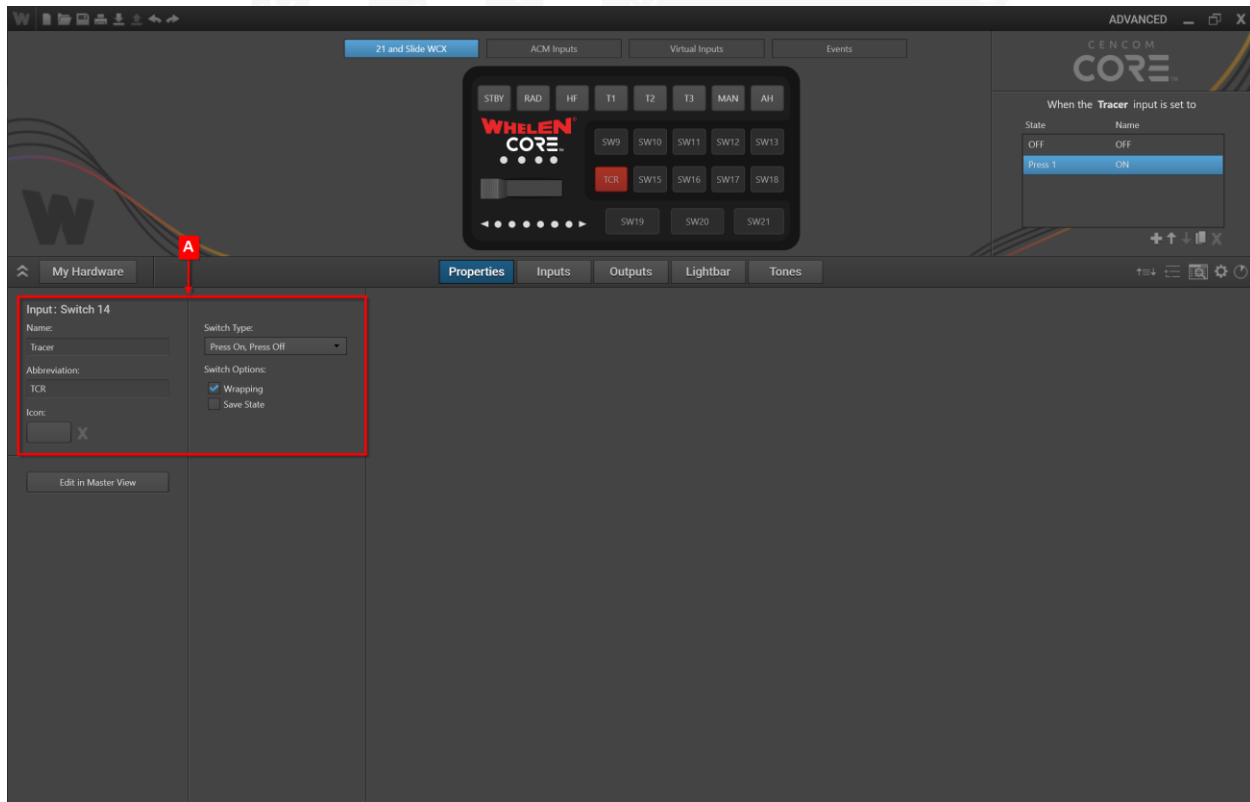 ADVANCED
21 and Slide WCX ACM Inputs Virtual Inputs Events
CENCOM
CORE™
When the Tracer input is set to
State Name
OFF OFF
Press 1 ON
STBY RAD HF T1 T2 T3 MAN AH
WHELEN®
CORE™
SW9 SW10 SW11 SW12 SW13
TCR SW15 SW16 SW17 SW18
SW19 SW20 SW21
W
A
My Hardware
Properties Inputs Outputs Lightbar Tones
Input: Switch 14
Name:
Tracer
Abbreviation:
TCR
Icon:
X
Edit in Master View
Switch Type:
Press On, Press Off
Switch Options:
Wrapping
Save State